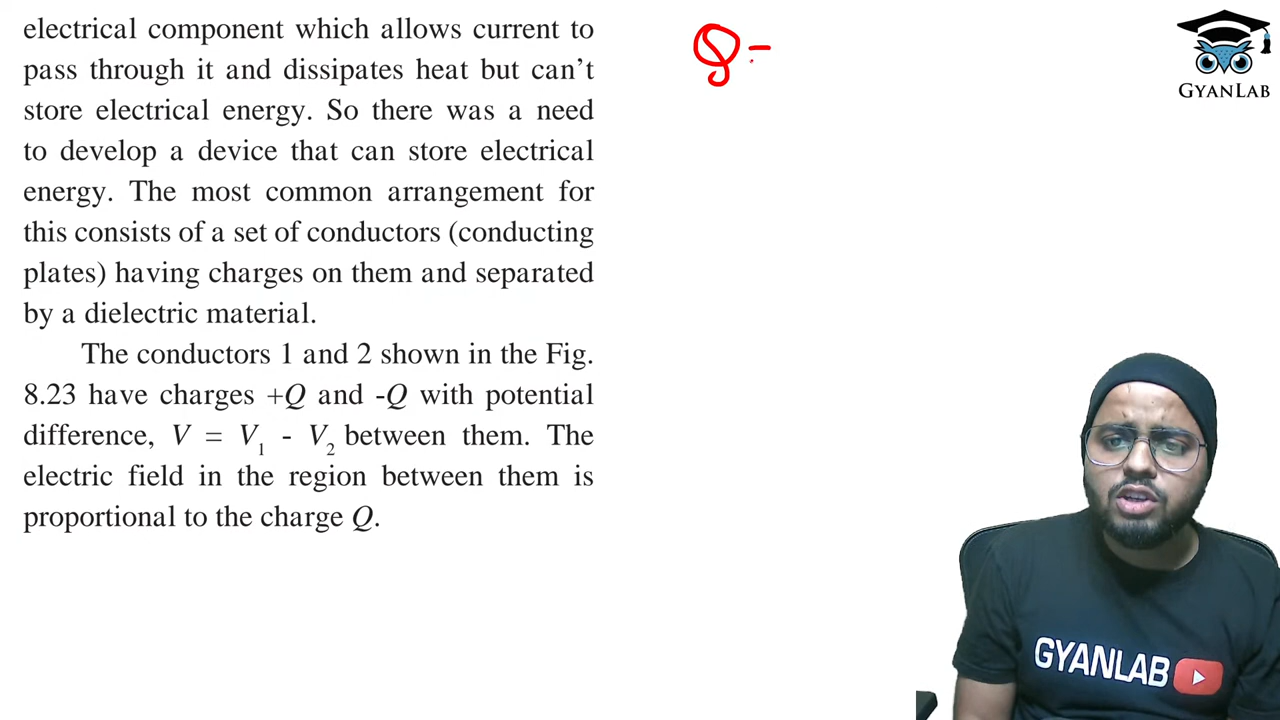 electrical component which allows current to
pass through it and dissipates heat but can’t
store electrical energy. So there was a need
to develop a device that can store electrical
energy. The most common arrangement for
this consists of a set of conductors (conducting
plates) having charges on them and separated
by a dielectric material.
The conductors 1 and 2 shown in the Fig.
8.23 have charges +Q and -Q with potential
difference, V = V₁ - V₂ between them. The
electric field in the region between them is
proportional to the charge Q.
Q -
GYANLAB
GYANLAB